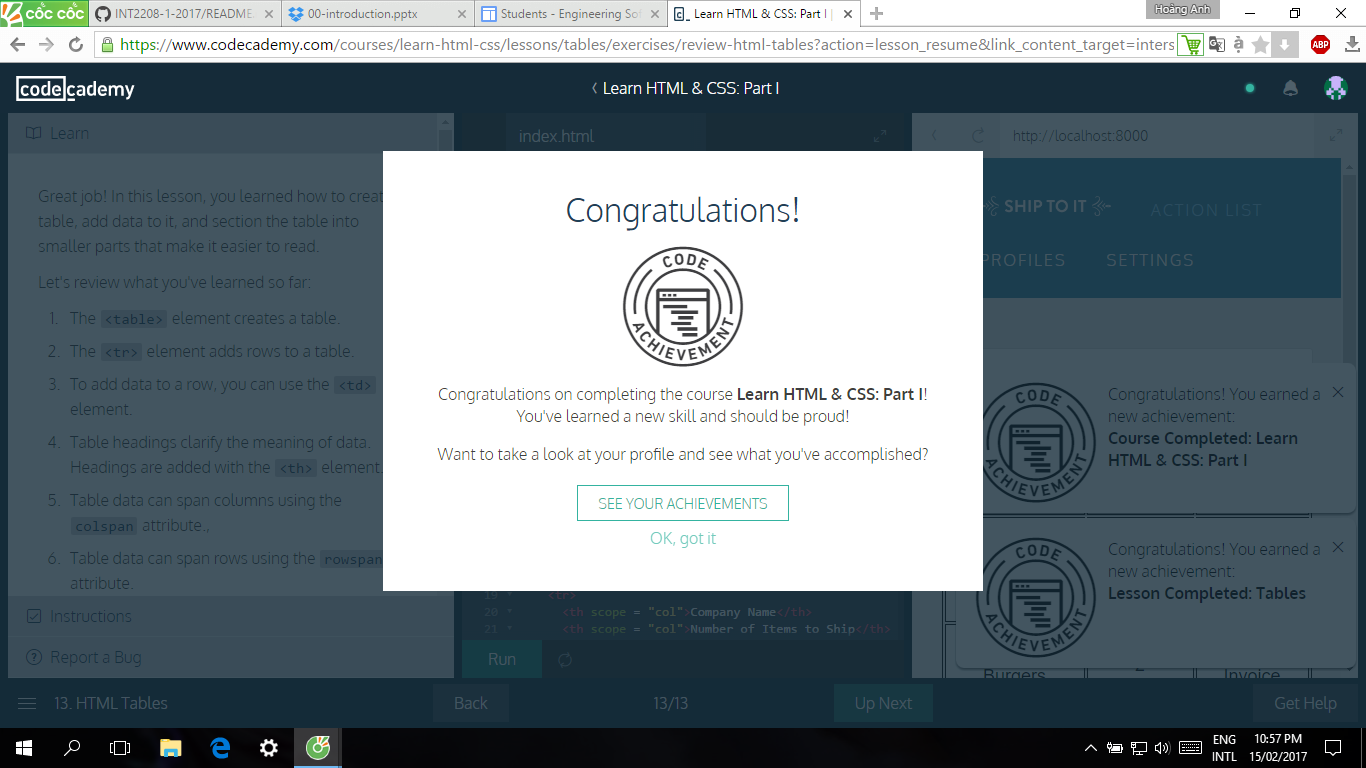 CỐC CỐC
INT2208-1-2017/README.
00-introduction.pptx
Students - Engineering Sof
Learn HTML & CSS: Part I |
Hoàng Anh
https://www.codecademy.com/courses/learn-html-css/lessons/tables/exercises/review-html-tables?action=lesson_resume&link_content_target=inters
ABP
codecademy
Learn HTML & CSS: Part I
Learn
index.html
http://localhost:8000
Great job! In this lesson, you learned how to creat
table, add data to it, and section the table into
smaller parts that make it easier to read.
Let's review what you've learned so far:
1. The <table> element creates a table.
2. The <tr> element adds rows to a table.
3. To add data to a row, you can use the <td>
element.
4. Table headings clarify the meaning of data.
Headings are added with the <th> element.
5. Table data can span columns using the
colspan attribute.,
6. Table data can span rows using the rowspan
attribute.
Instructions
Report a Bug
Congratulations!
CODE
ACHIEVEMENT
Congratulations on completing the course Learn HTML & CSS: Part I!
You've learned a new skill and should be proud!
Want to take a look at your profile and see what you've accomplished?
SEE YOUR ACHIEVEMENTS
OK, got it
19 <tr>
20 <th scope = "col">Company Name</th>
23 <th scope = "col">Number of Items to Ship</th>
Run
SHIP TO IT
ACTION LIST
PROFILES
SETTINGS
CODE
ACHIEVEMENT
Congratulations! You earned a
new achievement:
Course Completed: Learn
HTML & CSS: Part I
CODE
ACHIEVEMENT
Congratulations! You earned a
new achievement:
Lesson Completed: Tables
Burgers
Invoice
13. HTML Tables
Back
13/13
Up Next
Get Help
ENG
INTL
10:57 PM
15/02/2017